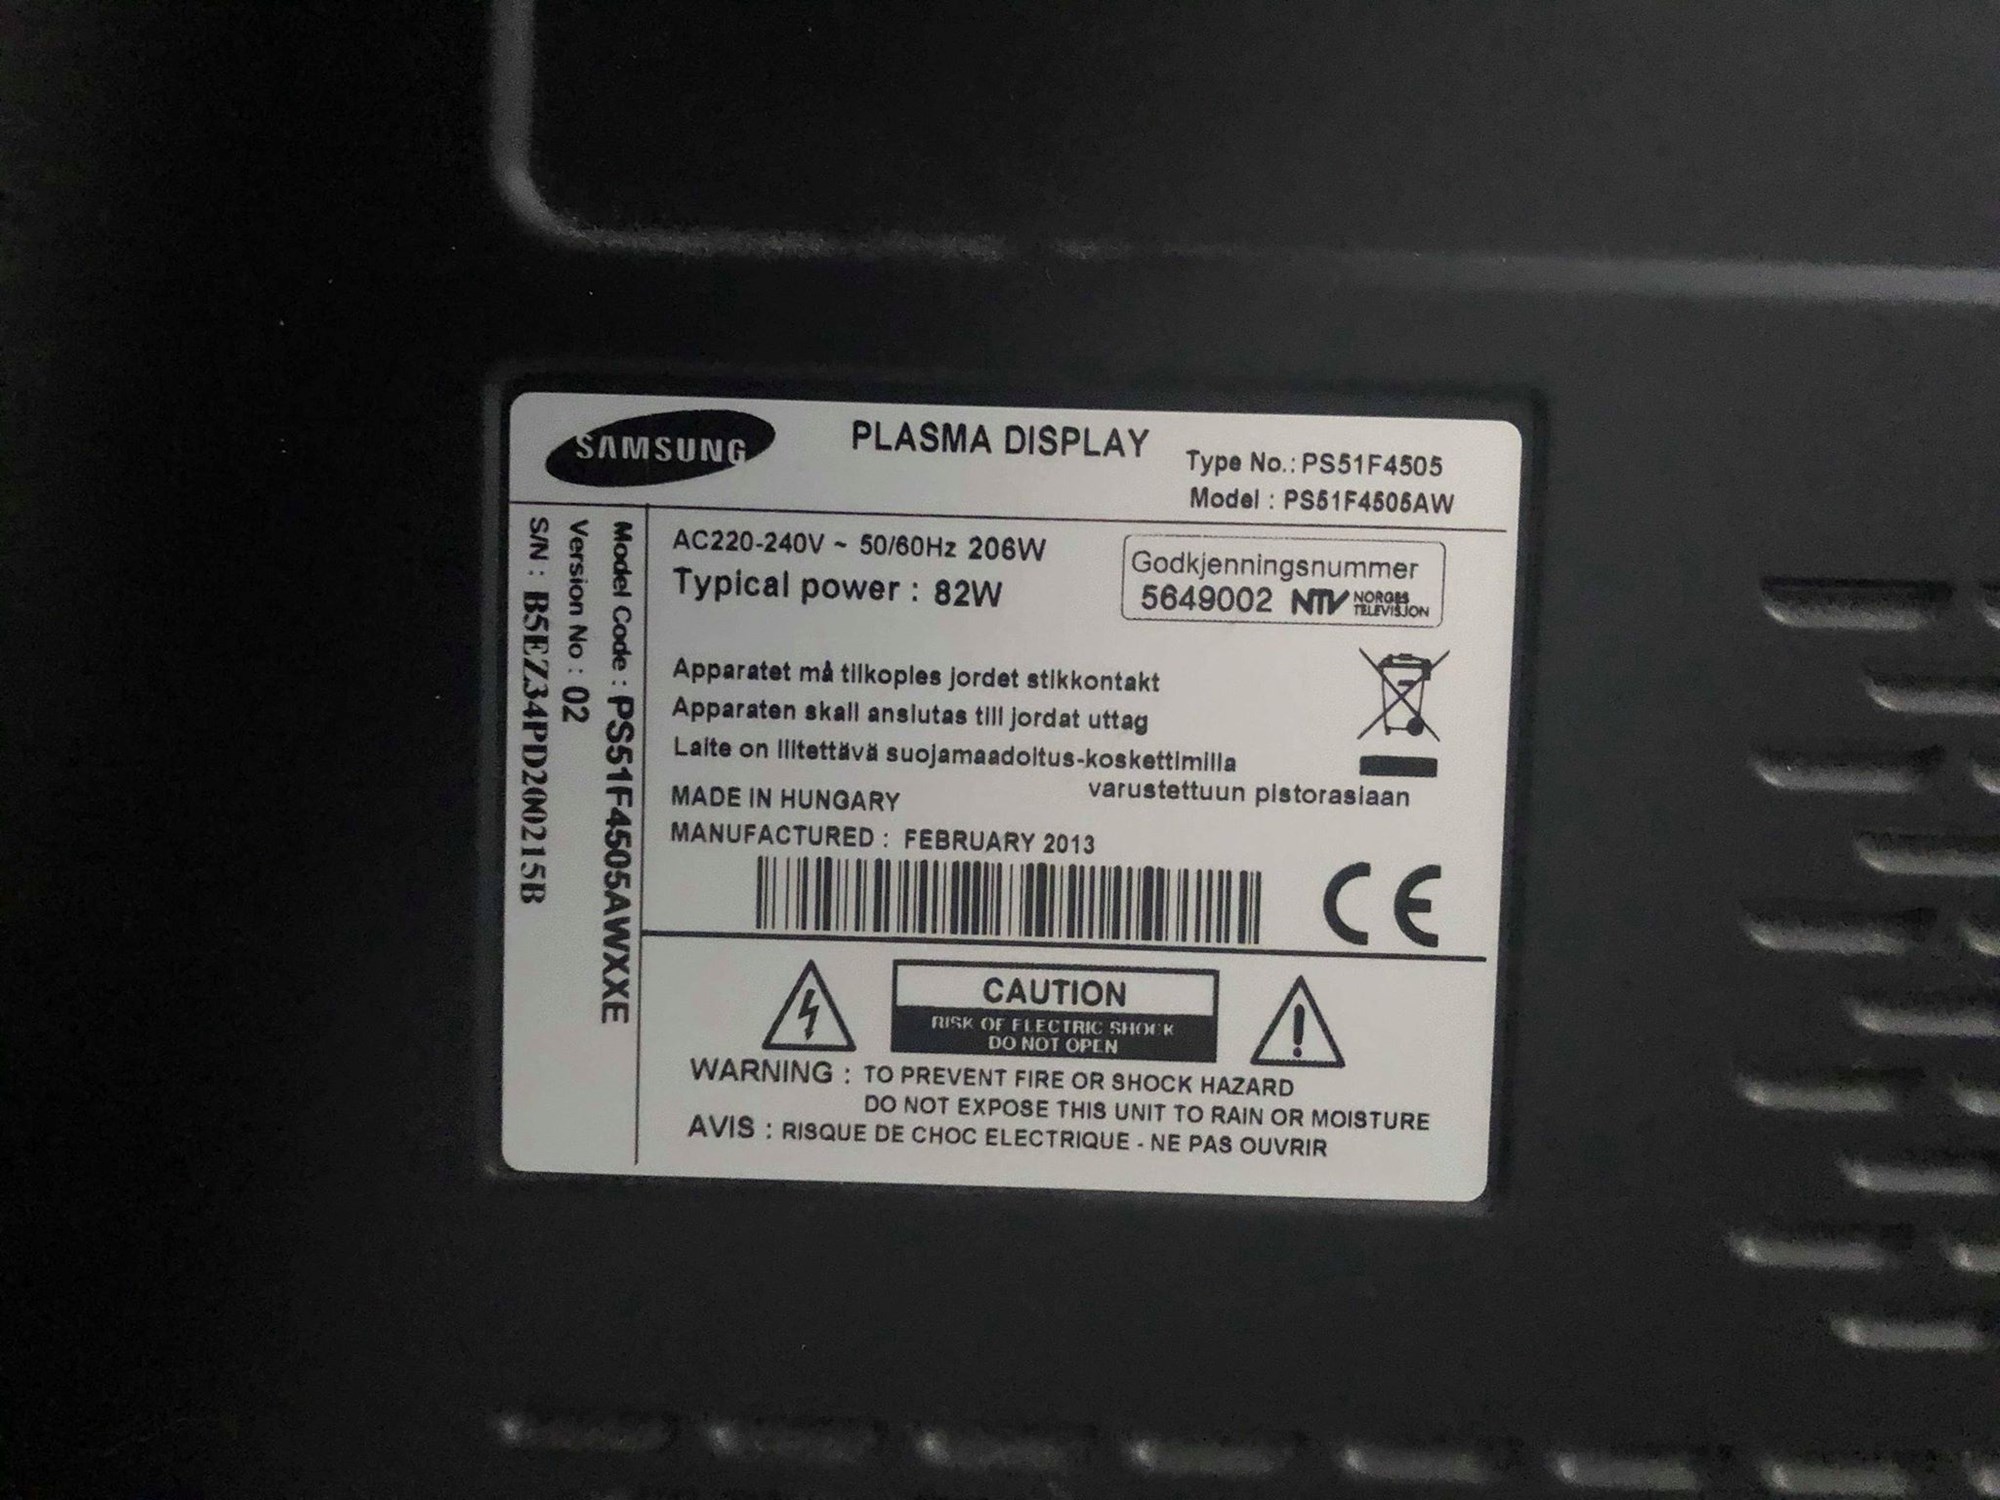 SAMSUNG
PLASMA DISPLAY
Type No.: PS51F4505
Model : PS51F4505AW
Model Code : PS51F4505AWXXE
Version No : 02
S/N : B5EZ34PD200215B
AC220-240V ~ 50/60Hz 206W
Typical power : 82W
Godkjenningsnummer
5649002 NTV NORGES TELEVISJON
Apparatet må tilkoples jordet stikkontakt
Apparaten skall anslutas till jordat uttag
Laite on liitettävä suojamaadoitus-koskettimilla
varustettuun pistorasiaan
MADE IN HUNGARY
MANUFACTURED : FEBRUARY 2013
CE
CAUTION
RISK OF ELECTRIC SHOCK
DO NOT OPEN
WARNING : TO PREVENT FIRE OR SHOCK HAZARD
DO NOT EXPOSE THIS UNIT TO RAIN OR MOISTURE
AVIS : RISQUE DE CHOC ELECTRIQUE - NE PAS OUVRIR